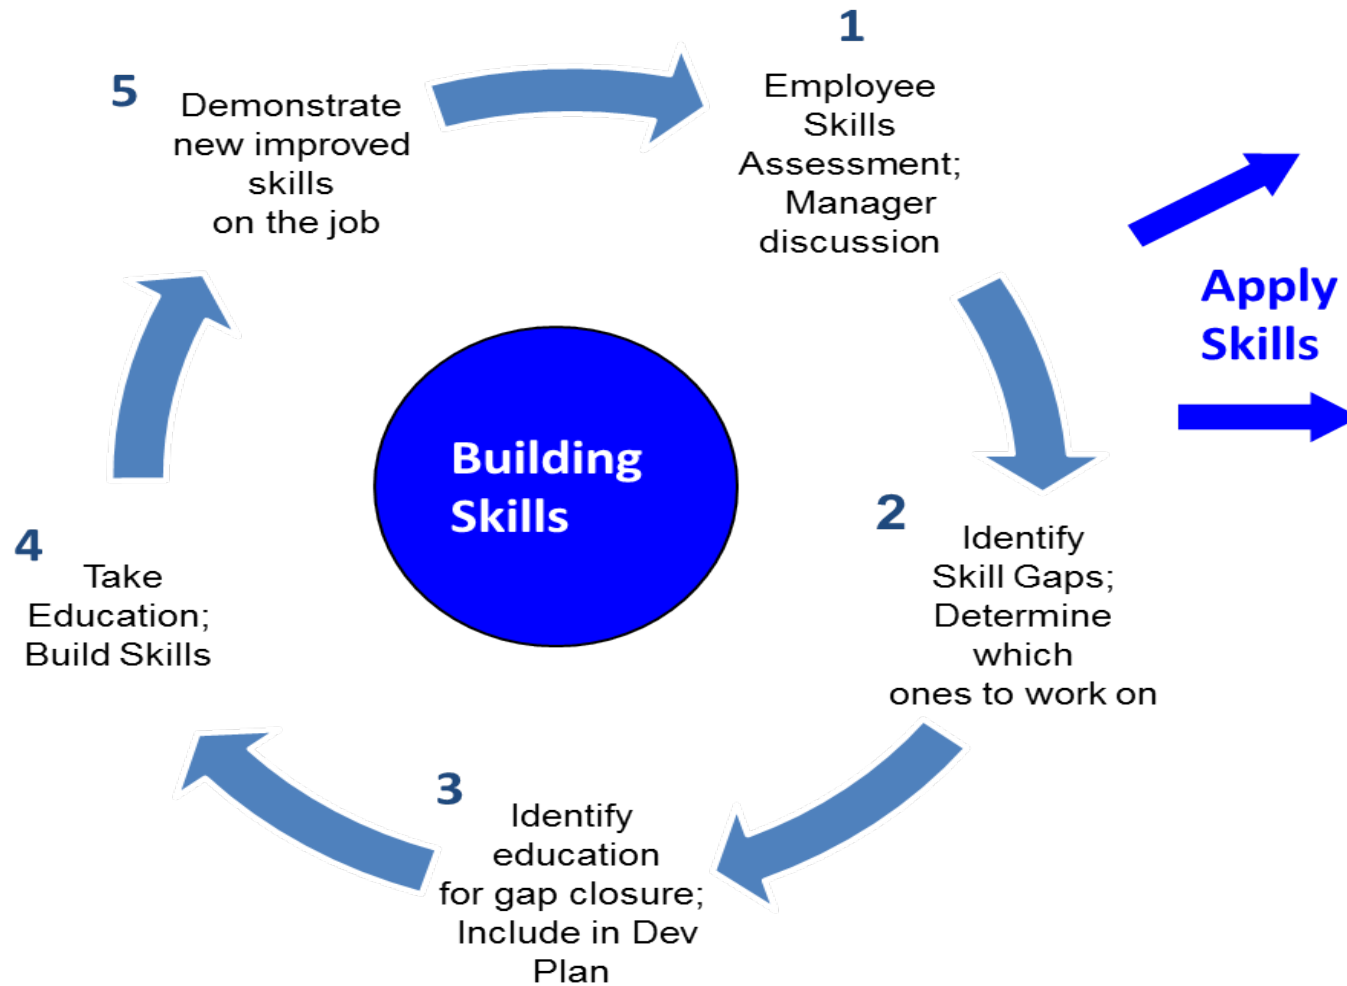 1
Employee
Skills
Assessment;
Manager
discussion
2
Identify
Skill Gaps;
Determine
which
ones to work on
3
Identify
education
for gap closure;
Include in Dev
Plan
4
Take
Education;
Build Skills
5
Demonstrate
new improved
skills
on the job
Building
Skills
Apply
Skills